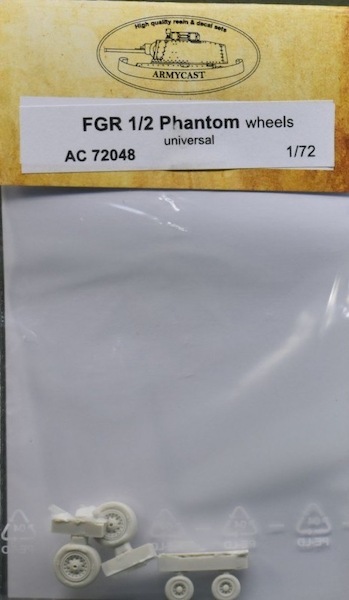 High quality resin & decal sets
ARMYCAST
FGR 1/2 Phantom wheels
universal
AC 72048
1/72